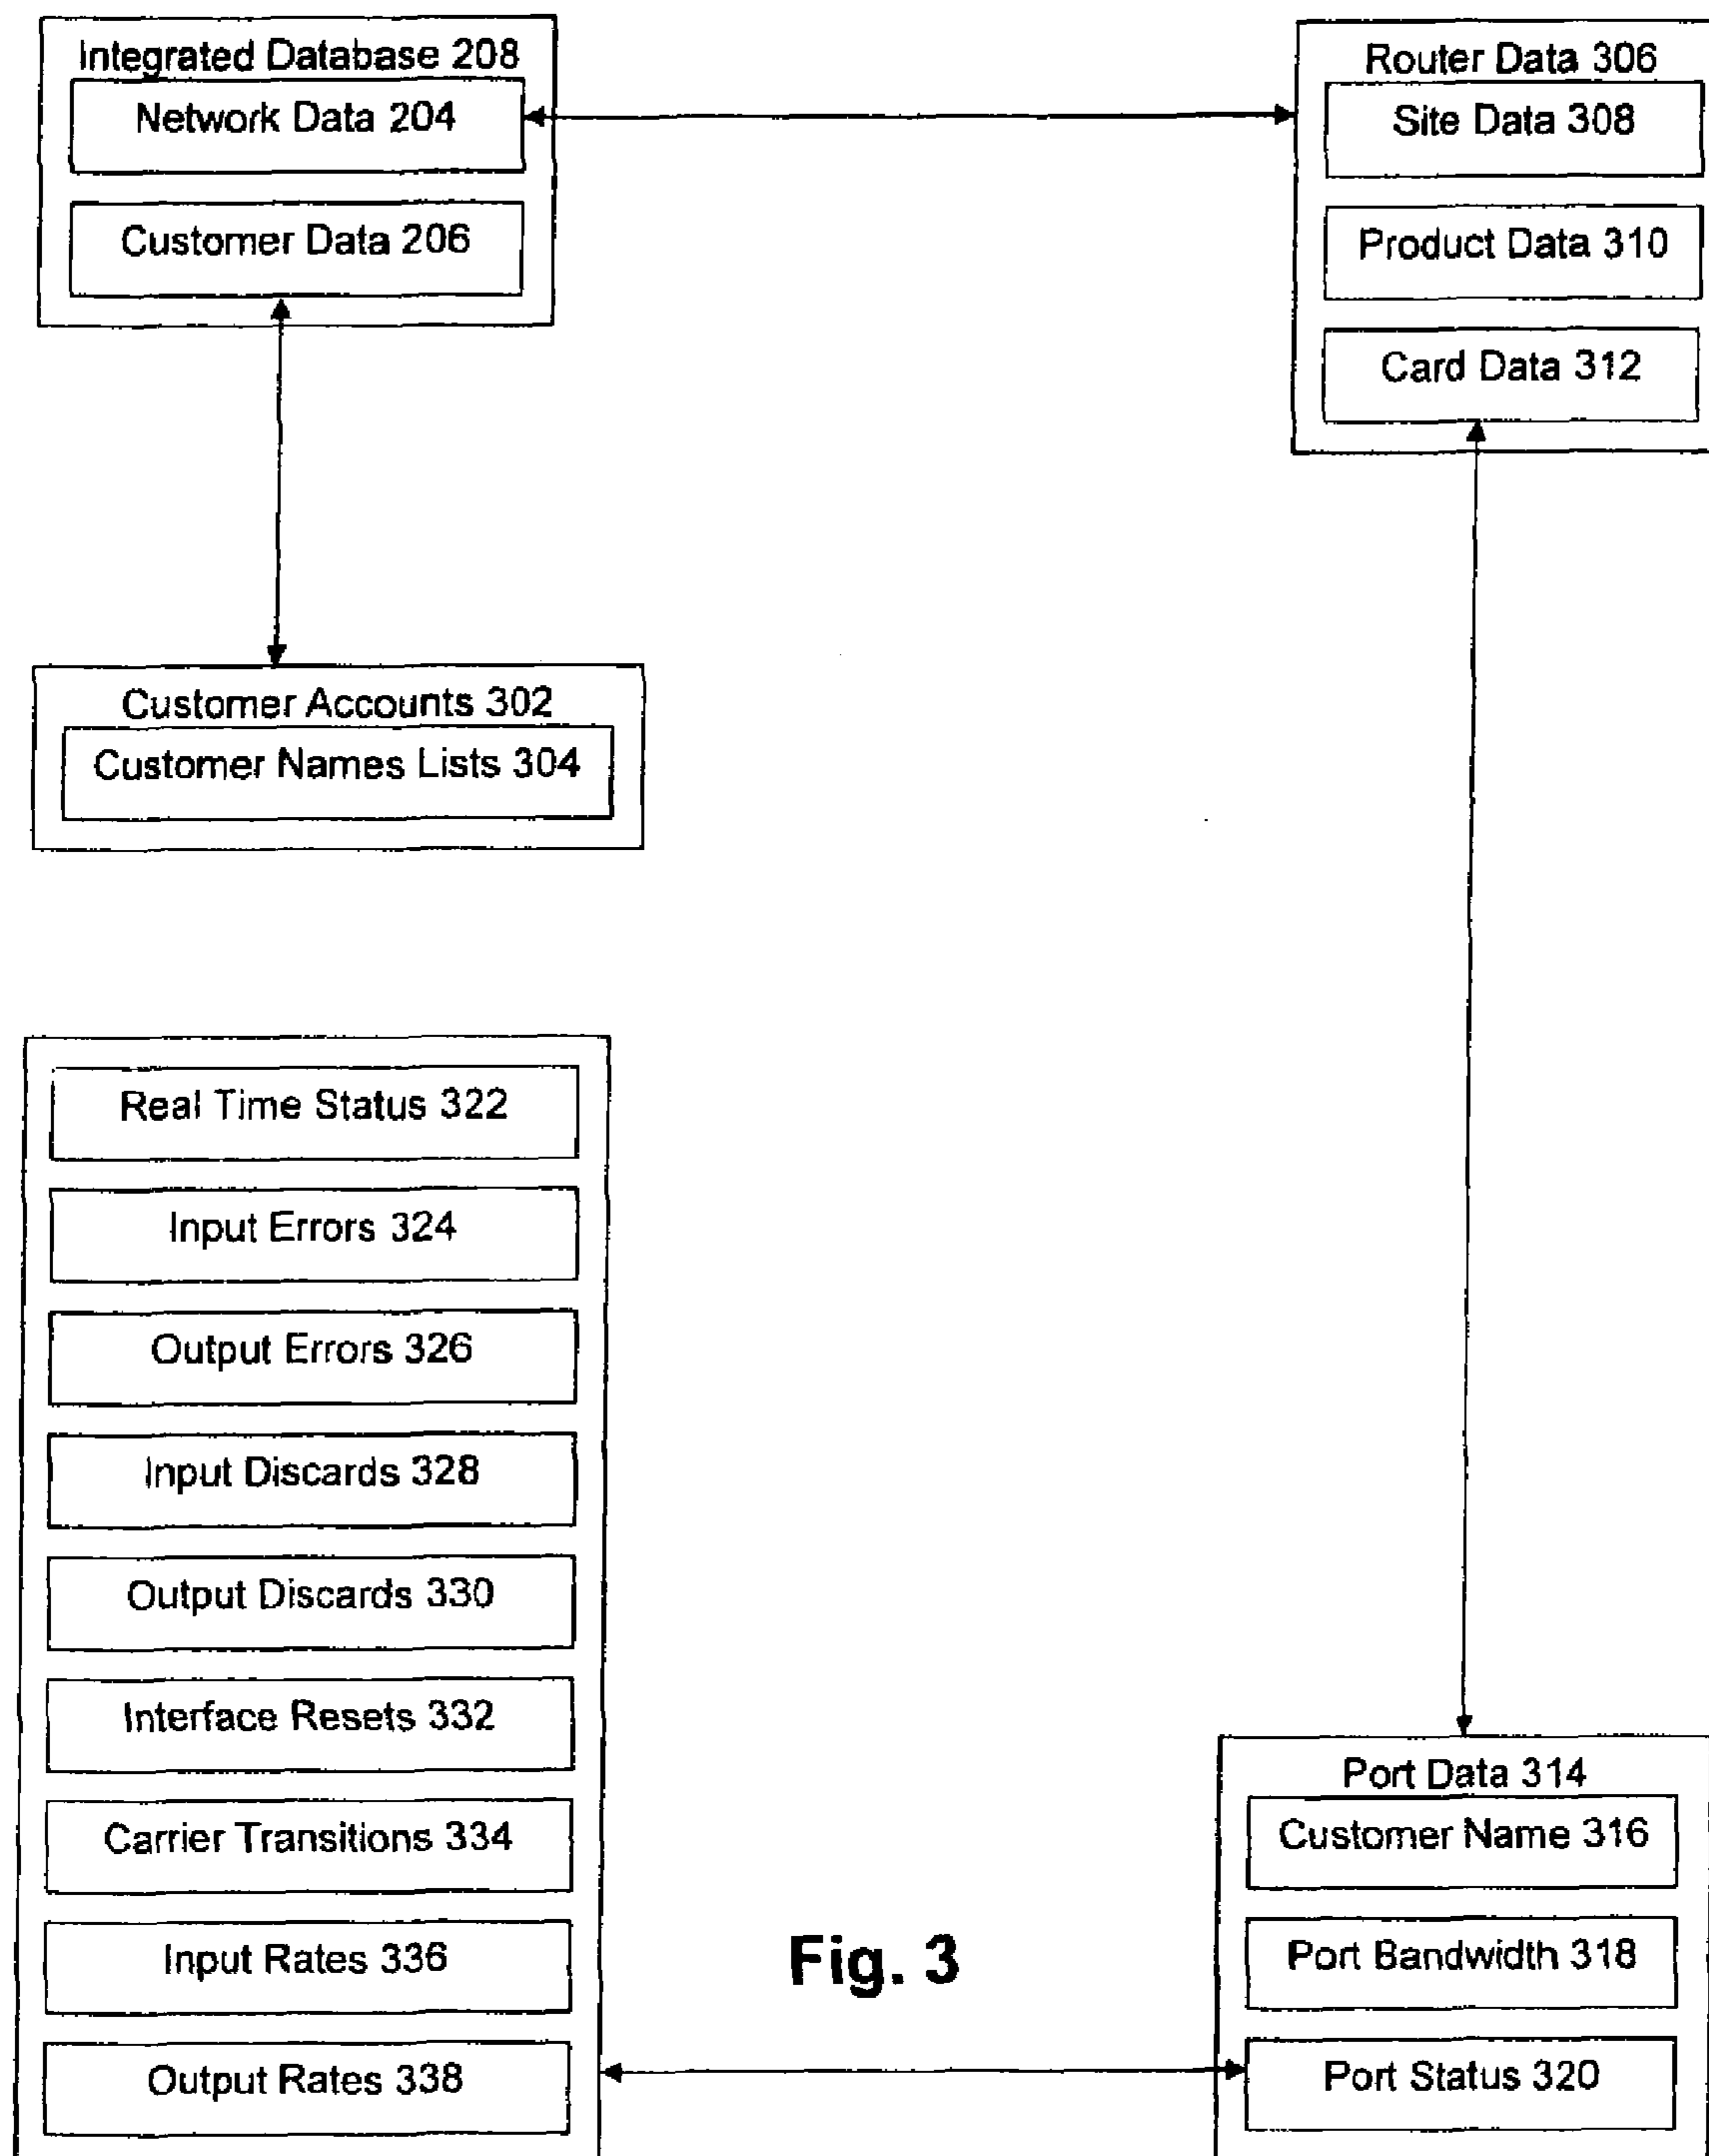 Integrated Database 208
Network Data 204
Customer Data 206
Router Data 306
Site Data 308
Product Data 310
Card Data 312
Customer Accounts 302
Customer Names Lists 304
Real Time Status 322
Input Errors 324
Output Errors 326
Input Discards 328
Output Discards 330
Interface Resets 332
Carrier Transitions 334
Input Rates 336
Output Rates 338
Fig. 3
Port Data 314
Customer Name 316
Port Bandwidth 318
Port Status 320